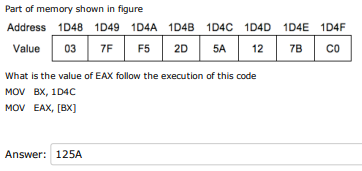 Part of memory shown in figure
Address 1D48 1D49 1D4A 1D4B 1D4C 1D4D 1D4E 1D4F
Value 03 7F F5 2D 5A 12 7B C0
What is the value of EAX follow the execution of this code
MOV BX, 1D4C
MOV EAX, [BX]
Answer: 125A